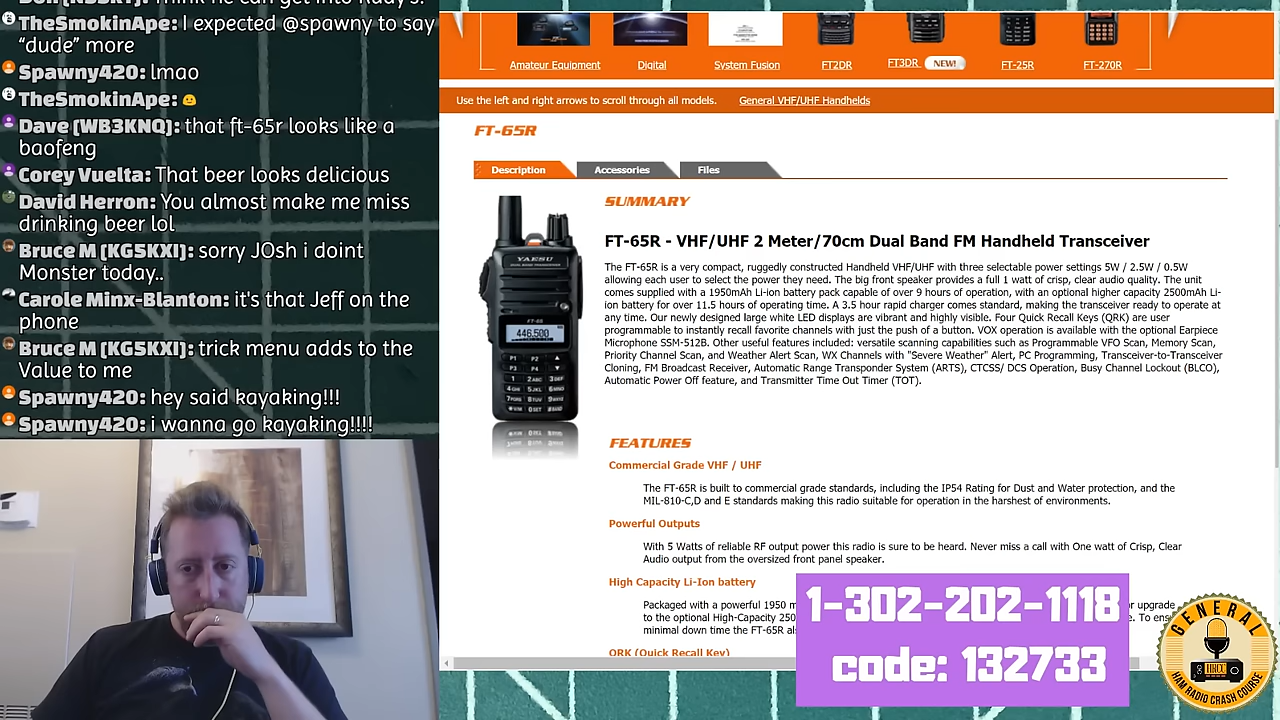 TheSmokinApe: I expected @spawny to say
“Jade” more
Spawny420: lmao
TheSmokinApe:
Dave [WB2CNQ]: that ft-65r looks like a
baofeng
Corey Vuelta: That beer looks delicious
David Herron: You almost make me miss
drinking beer lol
Bruce M (KG5KXI): sorry JOsh i doint
Monster today..
Carole Minx-Blanton: it's that Jeff on the
phone
Bruce M (KG5KXI): trick menu adds to the
Value to me
Spawny420: hey said kayaking!!!
Spawny420: i wanna go kayaking!!!!
Amateur Equipment
Digital
System Fusion
FT2DR
FT3DR NEW!
FT-25R
FT-270R
Use the left and right arrows to scroll through all models. General VHF/UHF Handhelds
FT-65R
Description Accessories Files
SUMMARY
FT-65R - VHF/UHF 2 Meter/70cm Dual Band FM Handheld Transceiver
The FT-65R is a very compact, ruggedly constructed Handheld VHF/UHF with three selectable power settings 5W / 2.5W / 0.5W
allowing each user to select the power they need. The big front speaker provides a full 1 watt of crisp, clear audio quality. The unit
comes supplied with a 1950mAh Li-ion battery pack capable of over 9 hours of operation, with an optional higher capacity 2500mAh Li-
ion battery for over 11.5 hours of operating time. A 3.5 hour rapid charger comes standard, making the transceiver ready to operate at
any time. Our newly designed large white LED displays are vibrant and highly visible. Four Quick Recall Keys (QRK) are user
programmable to instantly recall favorite channels with just the push of a button. VOX operation is available with the optional Earpiece
Microphone SSM-512B. Other useful features included: versatile scanning capabilities such as Programmable VFO Scan, Memory Scan,
Priority Channel Scan, and Weather Alert Scan, WX Channels with "Severe Weather" Alert, PC Programming, Transceiver-to-Transceiver
Cloning, FM Broadcast Receiver, Automatic Range Transponder System (ARTS), CTCSS/ DCS Operation, Busy Channel Lockout (BLCO),
Automatic Power Off feature, and Transmitter Time Out Timer (TOT).
YAESU
FT-65
446.500
P1 P2
P3 P4
FEATURES
Commercial Grade VHF / UHF
The FT-65R is built to commercial grade standards, including the IP54 Rating for Dust and Water protection, and the
MIL-810-C,D and E standards making this radio suitable for operation in the harshest of environments.
Powerful Outputs
With 5 Watts of reliable RF output power this radio is sure to be heard. Never miss a call with One watt of Crisp, Clear
Audio output from the oversized front panel speaker.
High Capacity Li-Ion battery
Packaged with a powerful 1950 m
r upgrade
to the optional High-Capacity 250
e. To ens
minimal down time the FT-65R al
QRK (Quick Recall Key)
1-302-202-1118
code: 132733
GENERAL
HRCC
HAM RADIO CRASH COURSE